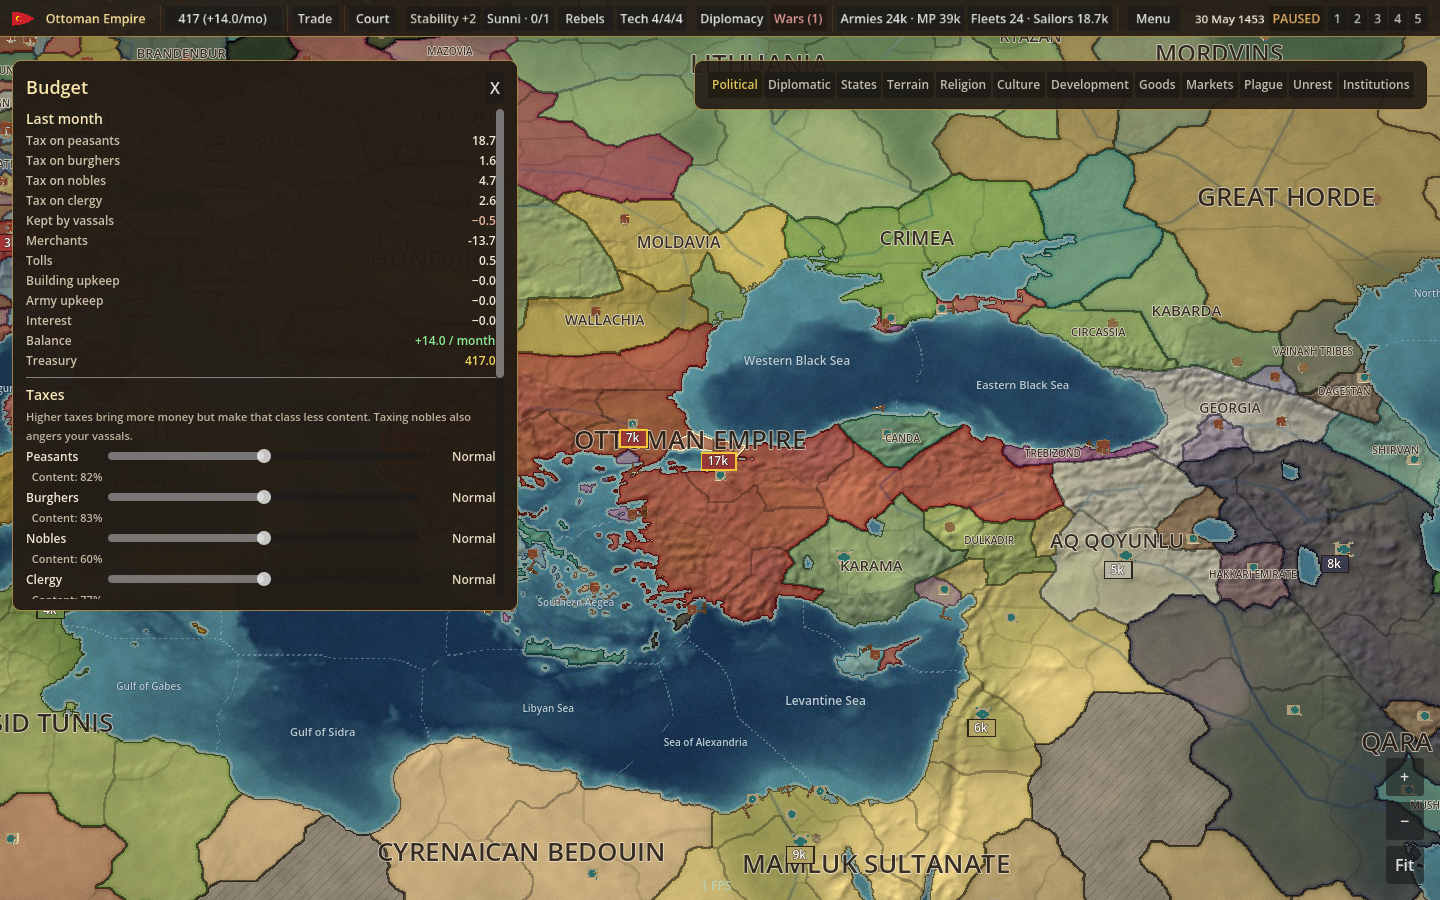 Ottoman Empire 417 (+14.0/mo) Trade Court Stability +2 Sunni · 0/1 Rebels Tech 4/4/4 Diplomacy Wars (1) Armies 24k · MP 39k Fleets 24 · Sailors 18.7k Menu 30 May 1453 PAUSED 1 2 3 4 5
Political Diplomatic States Terrain Religion Culture Development Goods Markets Plague Unrest Institutions
Budget X
Last month
Tax on peasants 18.7
Tax on burghers 1.6
Tax on nobles 4.7
Tax on clergy 2.6
Kept by vassals −0.5
Merchants -13.7
Tolls 0.5
Building upkeep −0.0
Army upkeep −0.0
Interest −0.0
Balance +14.0 / month
Treasury 417.0
Taxes
Higher taxes bring more money but make that class less content. Taxing nobles also
angers your vassals.
Peasants Normal
Content: 82%
Burghers Normal
Content: 83%
Nobles Normal
Content: 60%
Clergy Normal
Content: 77%
BRANDENBUR
MAZOVIA
LITHUANIA
RYAZAN
MORDVINS
BOHEMIA
HUNGAR
GREAT HORDE
MOLDAVIA
CRIMEA
WALLACHIA
KABARDA
CIRCASSIA
North
VAINAKH TRIBES
DAGESTAN
Western Black Sea
Eastern Black Sea
GEORGIA
OTTOMAN EMPIRE
7k
17k
CANDA
TREBIZOND
SHIRVAN
DULKADIR
AQ QOYUNLU
KARAMA
5k
HAKKARI EMIRATE
8k
Southern Aegea
4k
Gulf of Gabes
SID TUNIS
Gulf of Sidra
Libyan Sea
Levantine Sea
Sea of Alexandria
6k
QARA
MUSH
CYRENAICAN BEDOUIN
9k
MAMLUK SULTANATE
1 FPS
+
−
Fit